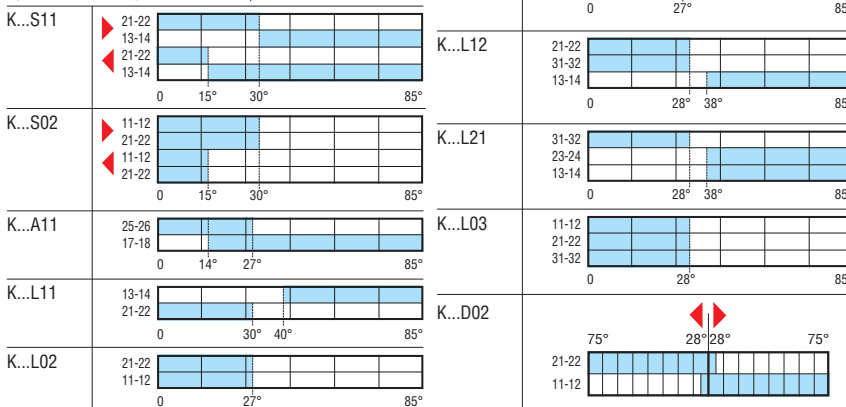 K...S11
21-22
13-14
21-22
13-14
0 15° 30° 85°
K...S02
11-12
21-22
11-12
21-22
0 15° 30° 85°
K...A11
25-26
17-18
0 14° 27° 85°
K...L11
13-14
21-22
0 30° 40° 85°
K...L02
21-22
11-12
0 27° 85°
0 27° 85
K...L12
21-22
31-32
13-14
0 28° 38° 85
K...L21
31-32
23-24
13-14
0 28° 38° 85
K...L03
11-12
21-22
31-32
0 28° 85
K...D02
75° 28° 28° 75°
21-22
11-12